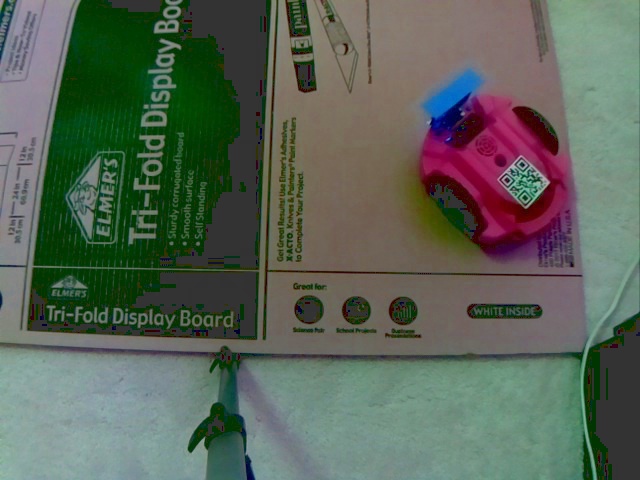 ELMER'S
Tri-Fold Display Bo
• Sturdy corrugated board
• Smooth surface
• Self Standing
Get Great Results! Use Elmer's Adhesives,
X-ACTO Knives & Painters Paint Markers
to Complete Your Project.
ELMER'S
Tri-Fold Display Board
Great for:
Science Fair
School Projects
Business
Presentations
WHITE INSIDE